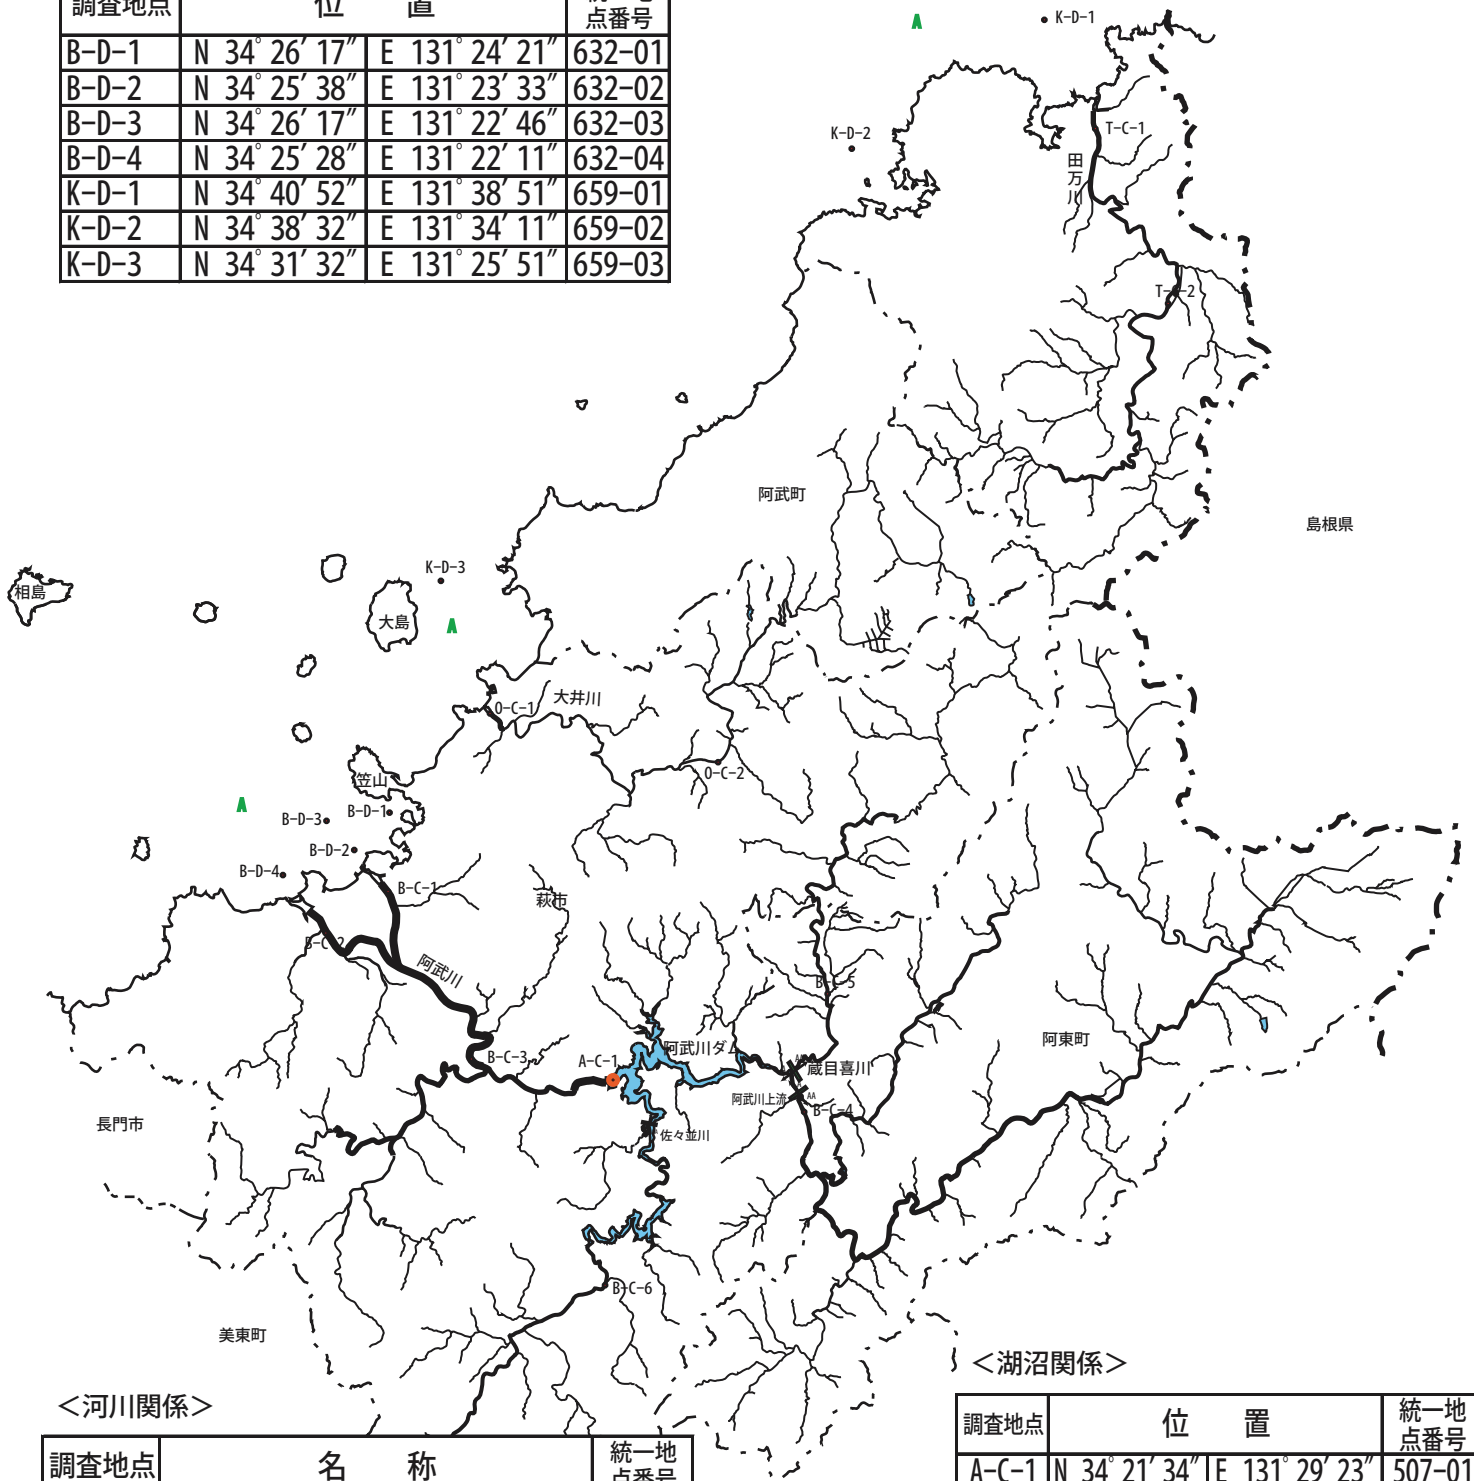 調査地点 位 置 点番号
B-D-1 N 34° 26′ 17″ E 131° 24′ 21″ 632-01
B-D-2 N 34° 25′ 38″ E 131° 23′ 33″ 632-02
B-D-3 N 34° 26′ 17″ E 131° 22′ 46″ 632-03
B-D-4 N 34° 25′ 28″ E 131° 22′ 11″ 632-04
K-D-1 N 34° 40′ 52″ E 131° 38′ 51″ 659-01
K-D-2 N 34° 38′ 32″ E 131° 34′ 11″ 659-02
K-D-3 N 34° 31′ 32″ E 131° 25′ 51″ 659-03
A
K-D-1
K-D-2
T-C-1
田万川
T-C-2
阿武町
島根県
K-D-3
相島
大島
A
大井川
O-C-1
O-C-2
笠山
A
B-D-3
B-D-1
B-D-2
B-D-4
B-C-1
萩市
B-C-2
阿武川
B-C-5
阿武川ダム
阿東町
B-C-3
A-C-1
蔵目喜川
阿武川上流
AA
B-C-4
長門市
佐々並川
B-C-6
美東町
＜湖沼関係＞
調査地点 位 置 統一地点番号
A-C-1 N 34° 21′ 34″ E 131° 29′ 23″ 507-01
＜河川関係＞
調査地点 名 称 統一地
点番号